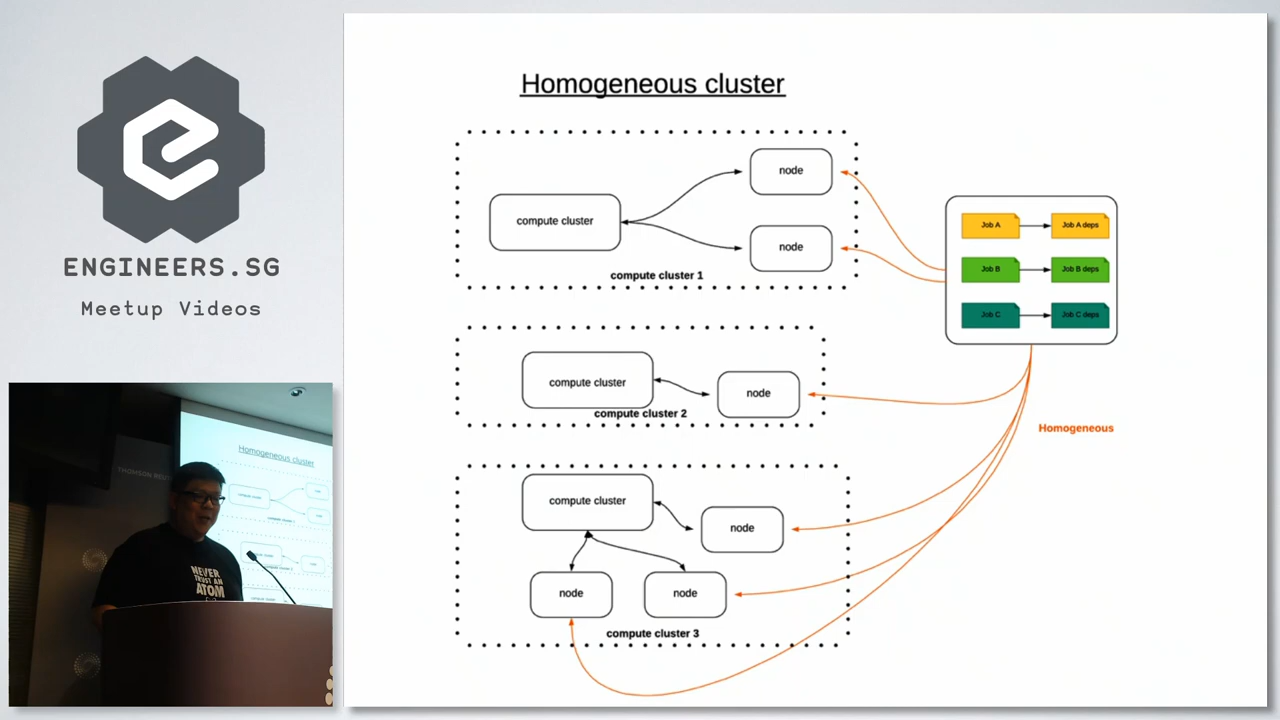 ENGINEERS.SG
Meetup Videos
Homogeneous cluster
node
compute cluster
node
compute cluster 1
Job A
Job A deps
Job B
Job B deps
Job C
Job C deps
compute cluster
node
compute cluster 2
Homogeneous
compute cluster
node
node
node
compute cluster 3
Homogeneous cluster
NEVER
TRUST AN
ATOM